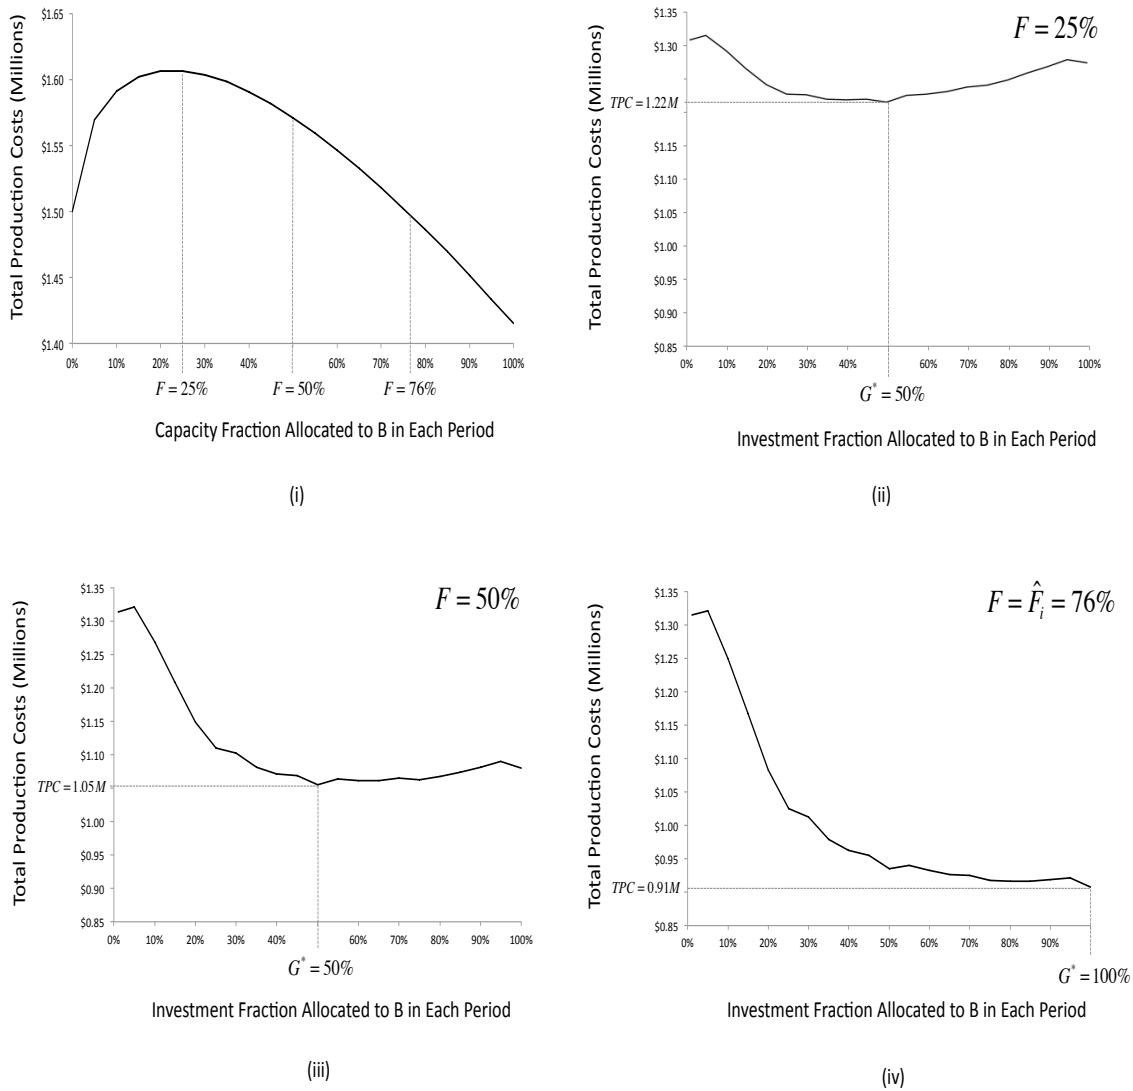 Total Production Costs (Millions)
$1.65
$1.60
$1.55
$1.50
$1.45
$1.40
0% 10% 20% 30% 40% 50% 60% 70% 80% 90% 100%
F = 25% F = 50% F = 76%
Capacity Fraction Allocated to B in Each Period
(i)
F = 25%
Total Production Costs (Millions)
$1.35
$1.30
TPC = 1.22M
$1.15
$1.10
$1.05
$1.00
$0.95
$0.90
$0.85
0% 10% 20% 30% 40% 50% 60% 70% 80% 90% 100%
G* = 50%
Investment Fraction Allocated to B in Each Period
(ii)
F = 50%
Total Production Costs (Millions)
$1.35
$1.30
$1.25
$1.20
$1.15
$1.10
TPC = 1.05M
$1.00
$0.95
$0.90
$0.85
0% 10% 20% 30% 40% 50% 60% 70% 80% 90% 100%
G* = 50%
Investment Fraction Allocated to B in Each Period
(iii)
F = F̂i = 76%
Total Production Costs (Millions)
$1.35
$1.30
$1.25
$1.20
$1.15
$1.10
$1.05
$1.00
$0.95
TPC = 0.91M
$0.85
0% 10% 20% 30% 40% 50% 60% 70% 80% 90%
G* = 100%
Investment Fraction Allocated to B in Each Period
(iv)